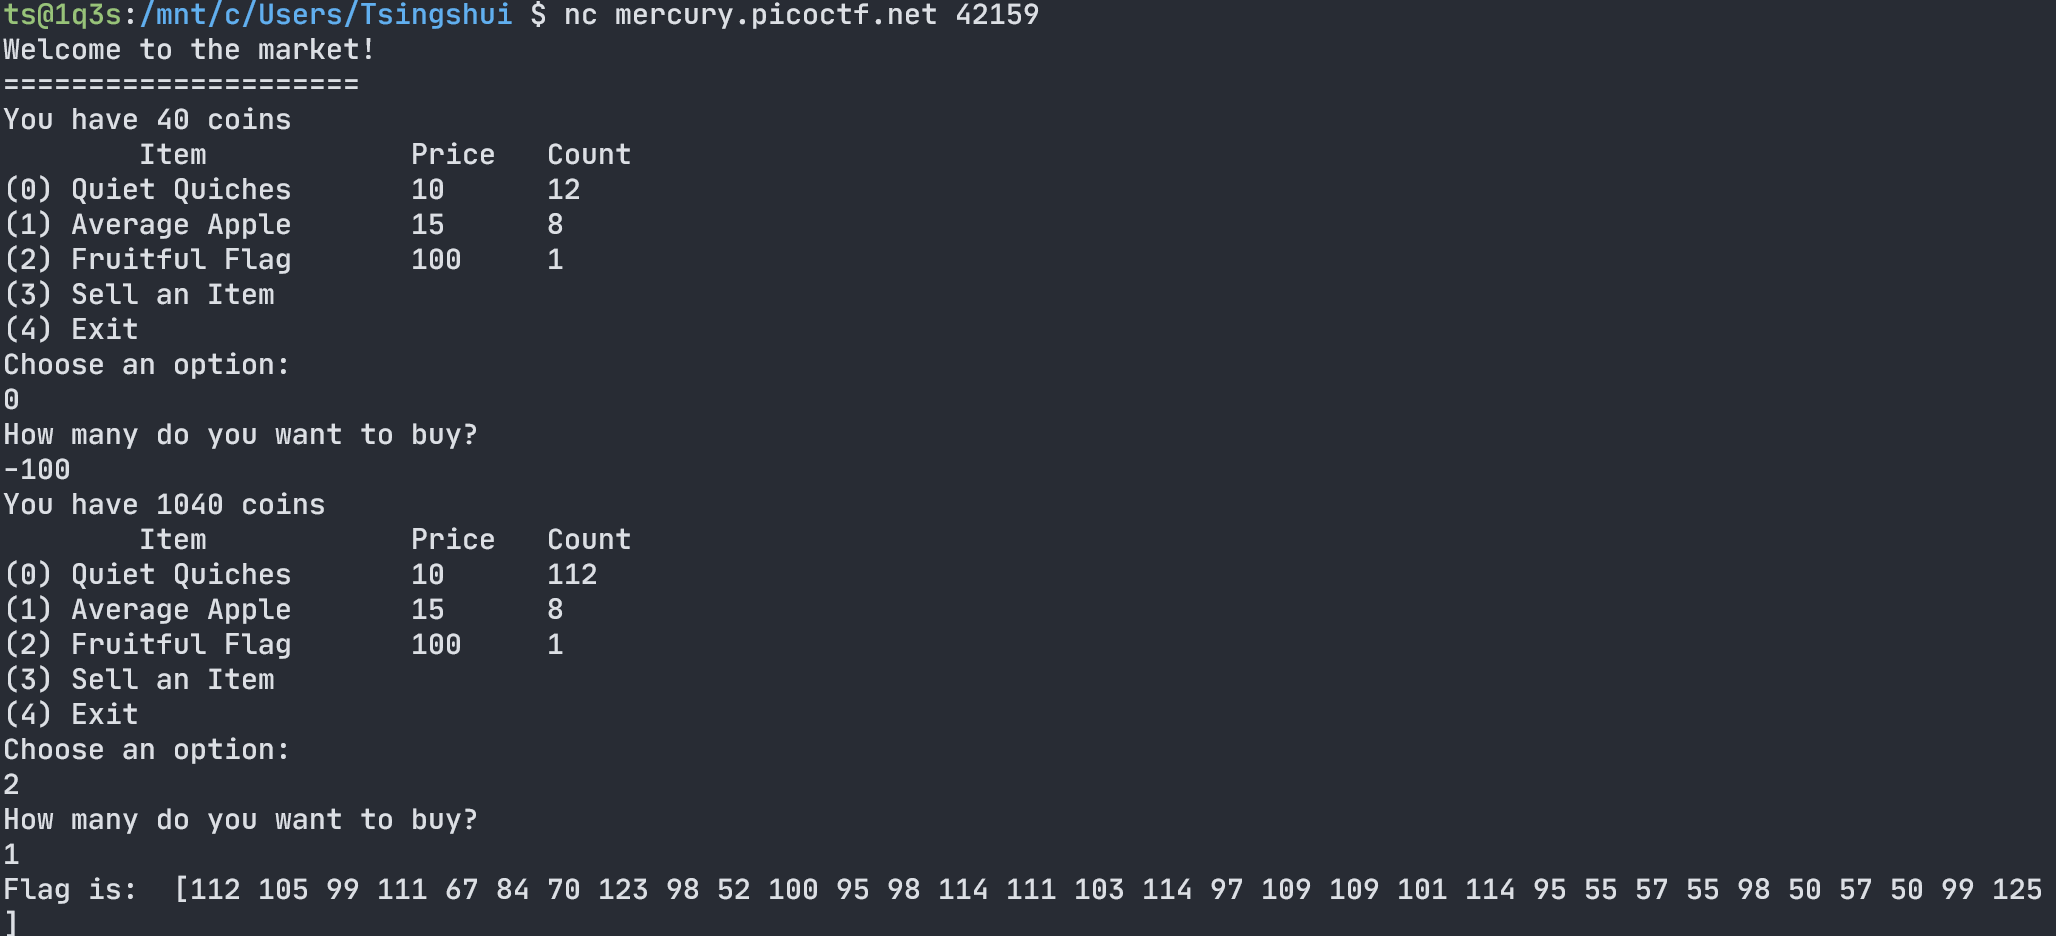 ts@1q3s:/mnt/c/Users/Tsingshui $ nc mercury.picoctf.net 42159
Welcome to the market!
=====================
You have 40 coins
        Item            Price   Count
(0) Quiet Quiches       10      12
(1) Average Apple       15      8
(2) Fruitful Flag       100     1
(3) Sell an Item
(4) Exit
Choose an option:
0
How many do you want to buy?
-100
You have 1040 coins
        Item            Price   Count
(0) Quiet Quiches       10      112
(1) Average Apple       15      8
(2) Fruitful Flag       100     1
(3) Sell an Item
(4) Exit
Choose an option:
2
How many do you want to buy?
1
Flag is:  [112 105 99 111 67 84 70 123 98 52 100 95 98 114 111 103 114 97 109 109 101 114 95 55 57 55 98 50 57 50 99 125
]